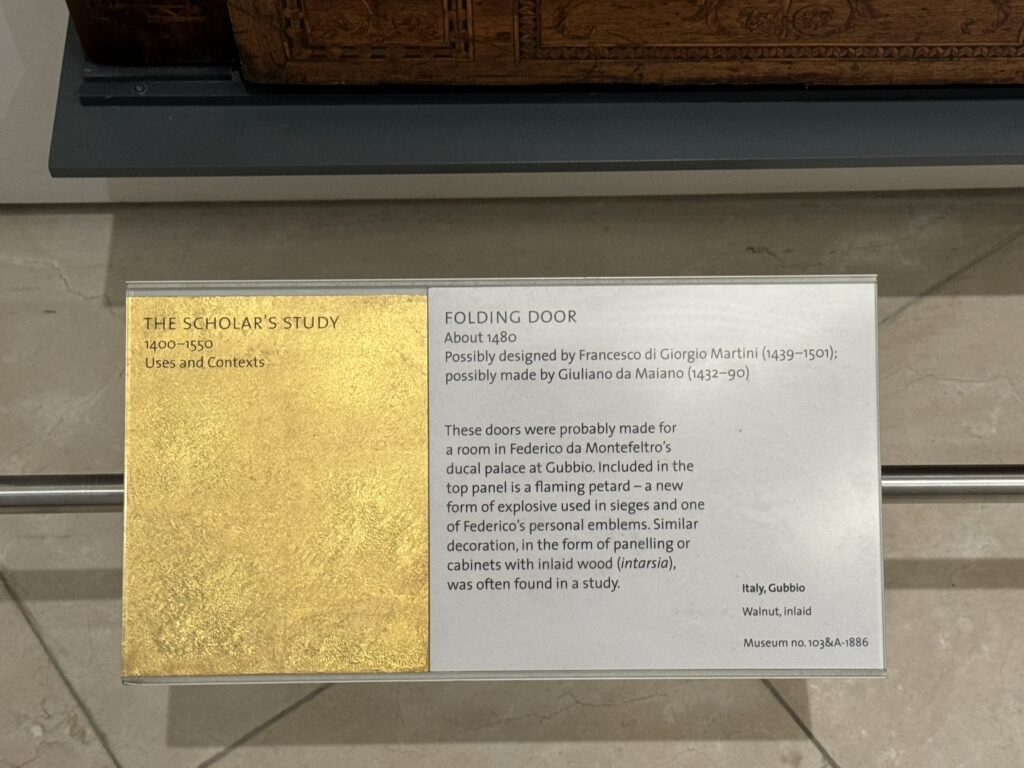 THE SCHOLAR'S STUDY
1400–1550
Uses and Contexts
FOLDING DOOR
About 1480
Possibly designed by Francesco di Giorgio Martini (1439–1501);
possibly made by Giuliano da Maiano (1432–90)
These doors were probably made for
a room in Federico da Montefeltro's
ducal palace at Gubbio. Included in the
top panel is a flaming petard – a new
form of explosive used in sieges and one
of Federico's personal emblems. Similar
decoration, in the form of panelling or
cabinets with inlaid wood (intarsia),
was often found in a study.
Italy, Gubbio
Walnut, inlaid
Museum no. 103&A-1886